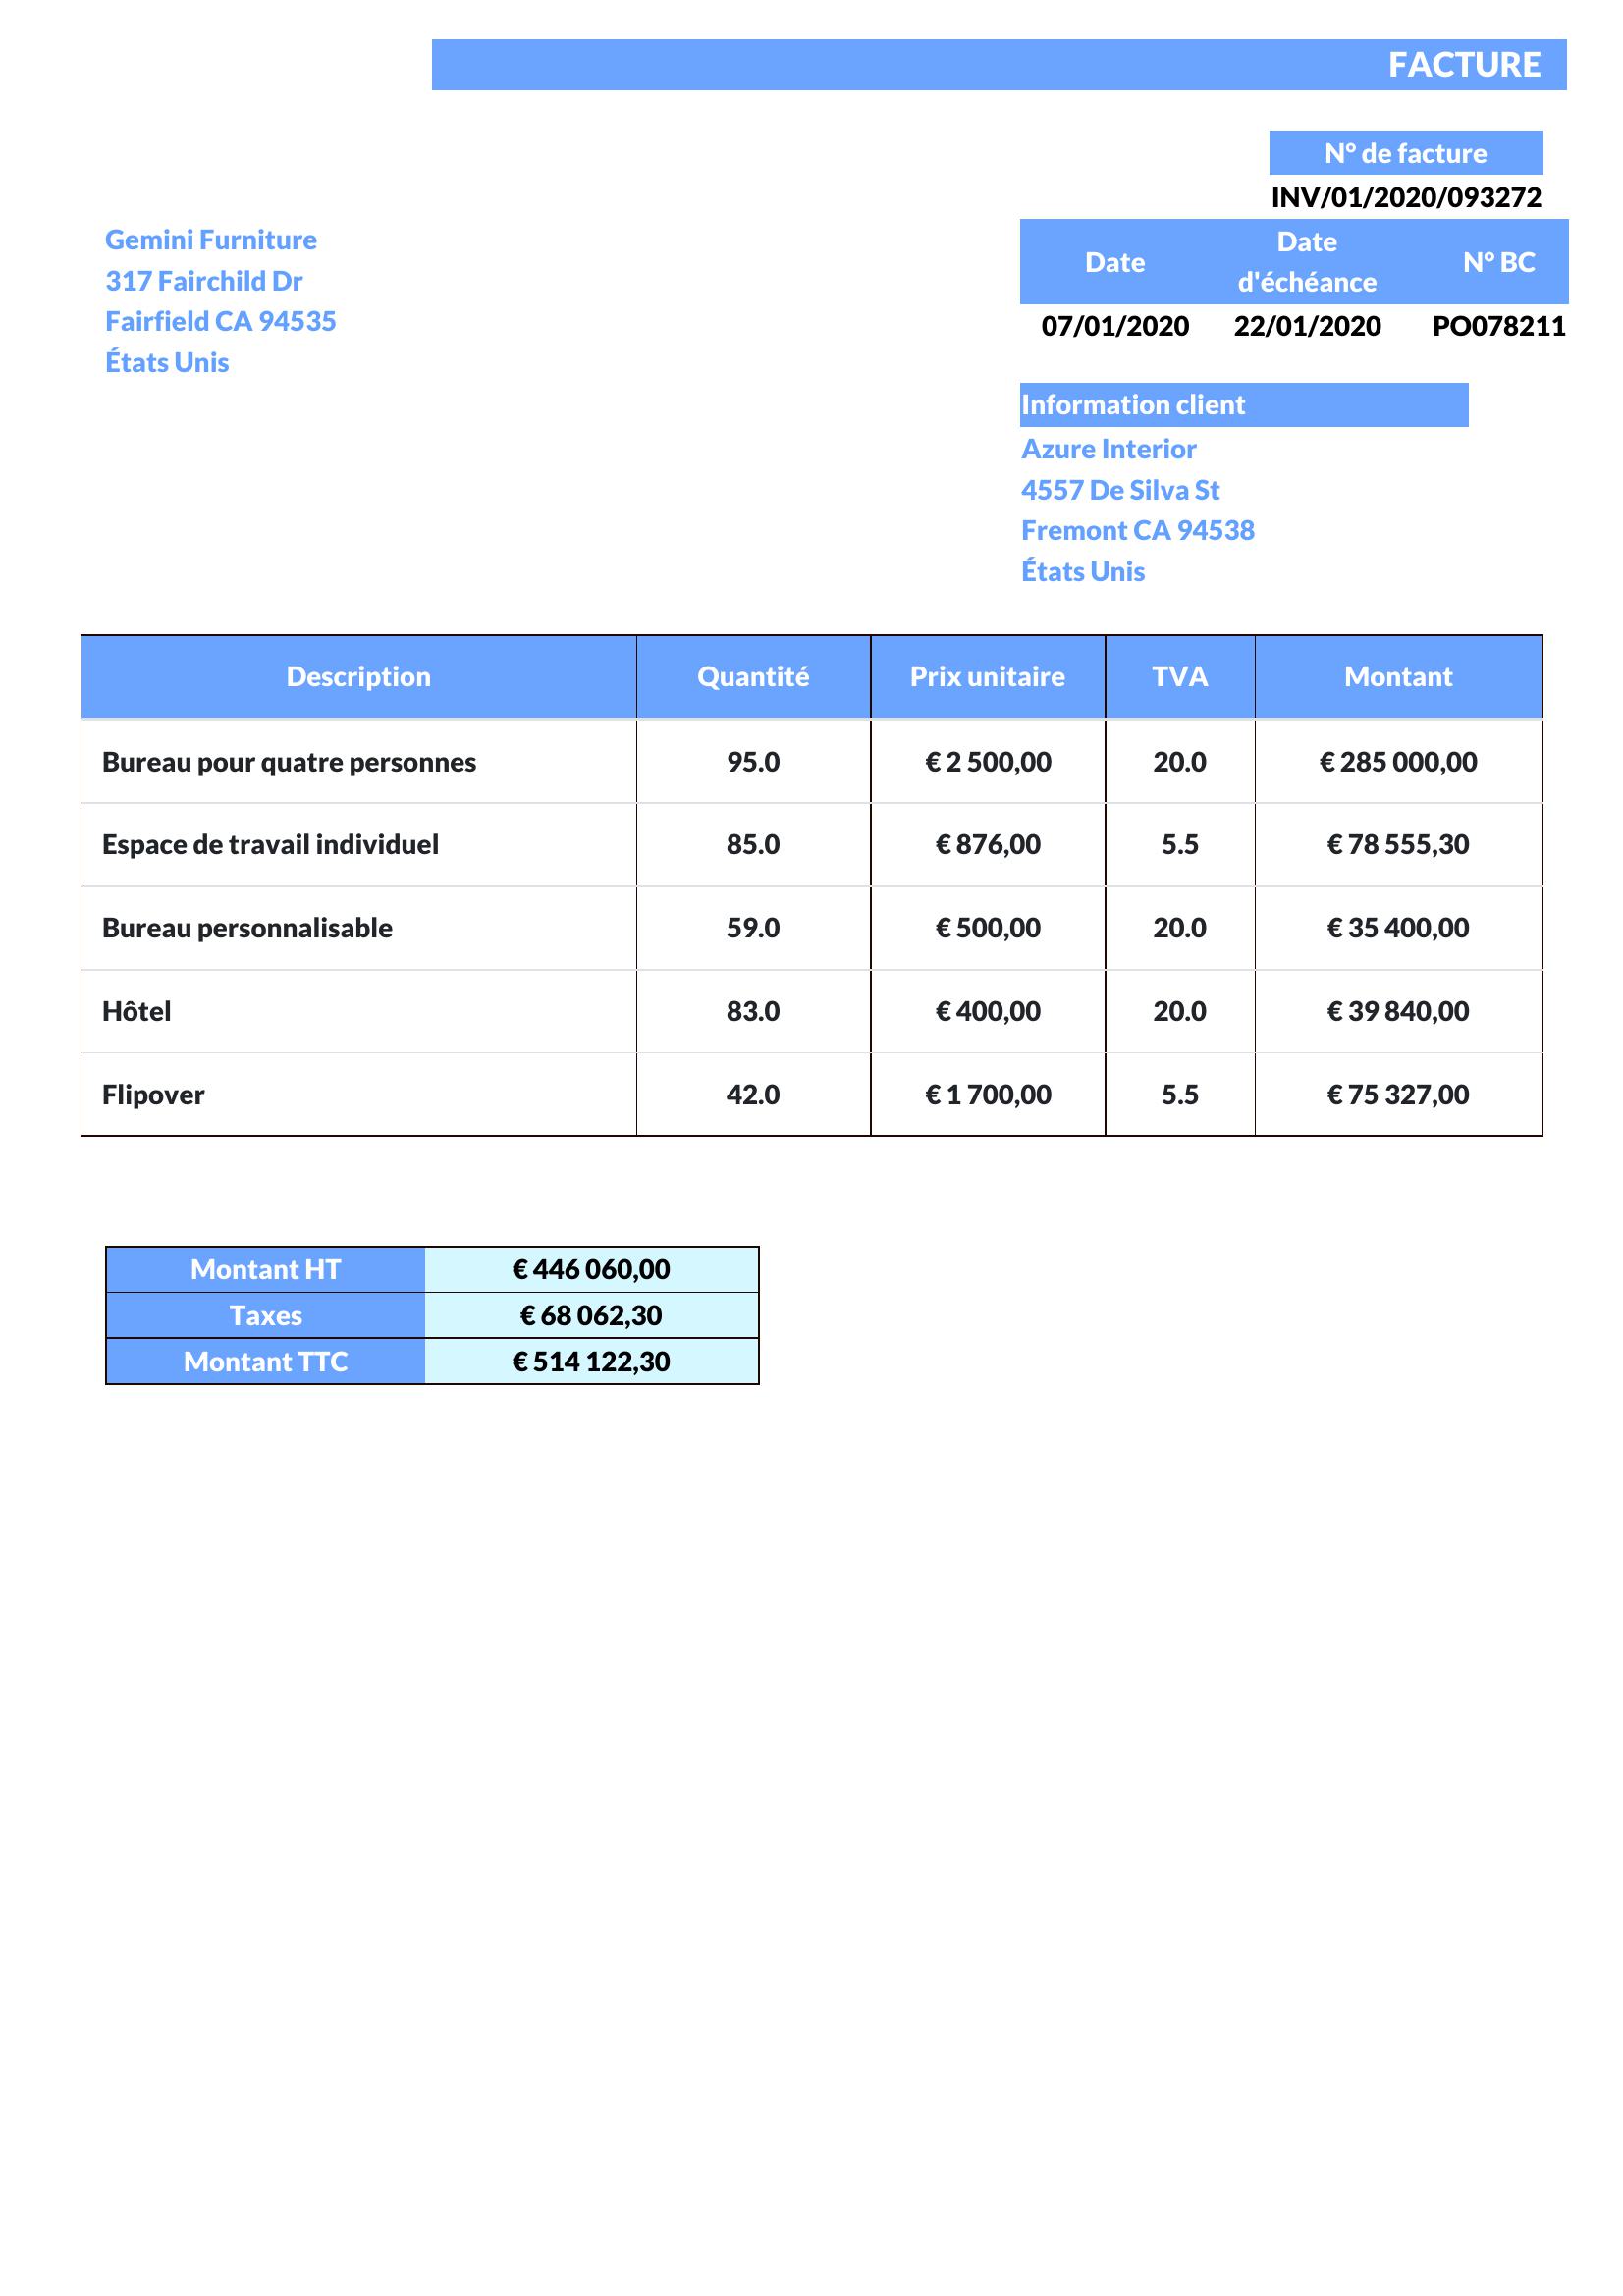 FACTURE
N° de facture
INV/01/2020/093272
Gemini Furniture
317 Fairchild Dr
Fairfield CA 94535
États Unis
Date Date d'échéance N° BC
07/01/2020 22/01/2020 PO078211
Information client
Azure Interior
4557 De Silva St
Fremont CA 94538
États Unis
Description Quantité Prix unitaire TVA Montant
Bureau pour quatre personnes 95.0 € 2 500,00 20.0 € 285 000,00
Espace de travail individuel 85.0 € 876,00 5.5 € 78 555,30
Bureau personnalisable 59.0 € 500,00 20.0 € 35 400,00
Hôtel 83.0 € 400,00 20.0 € 39 840,00
Flipover 42.0 € 1 700,00 5.5 € 75 327,00
Montant HT € 446 060,00
Taxes € 68 062,30
Montant TTC € 514 122,30